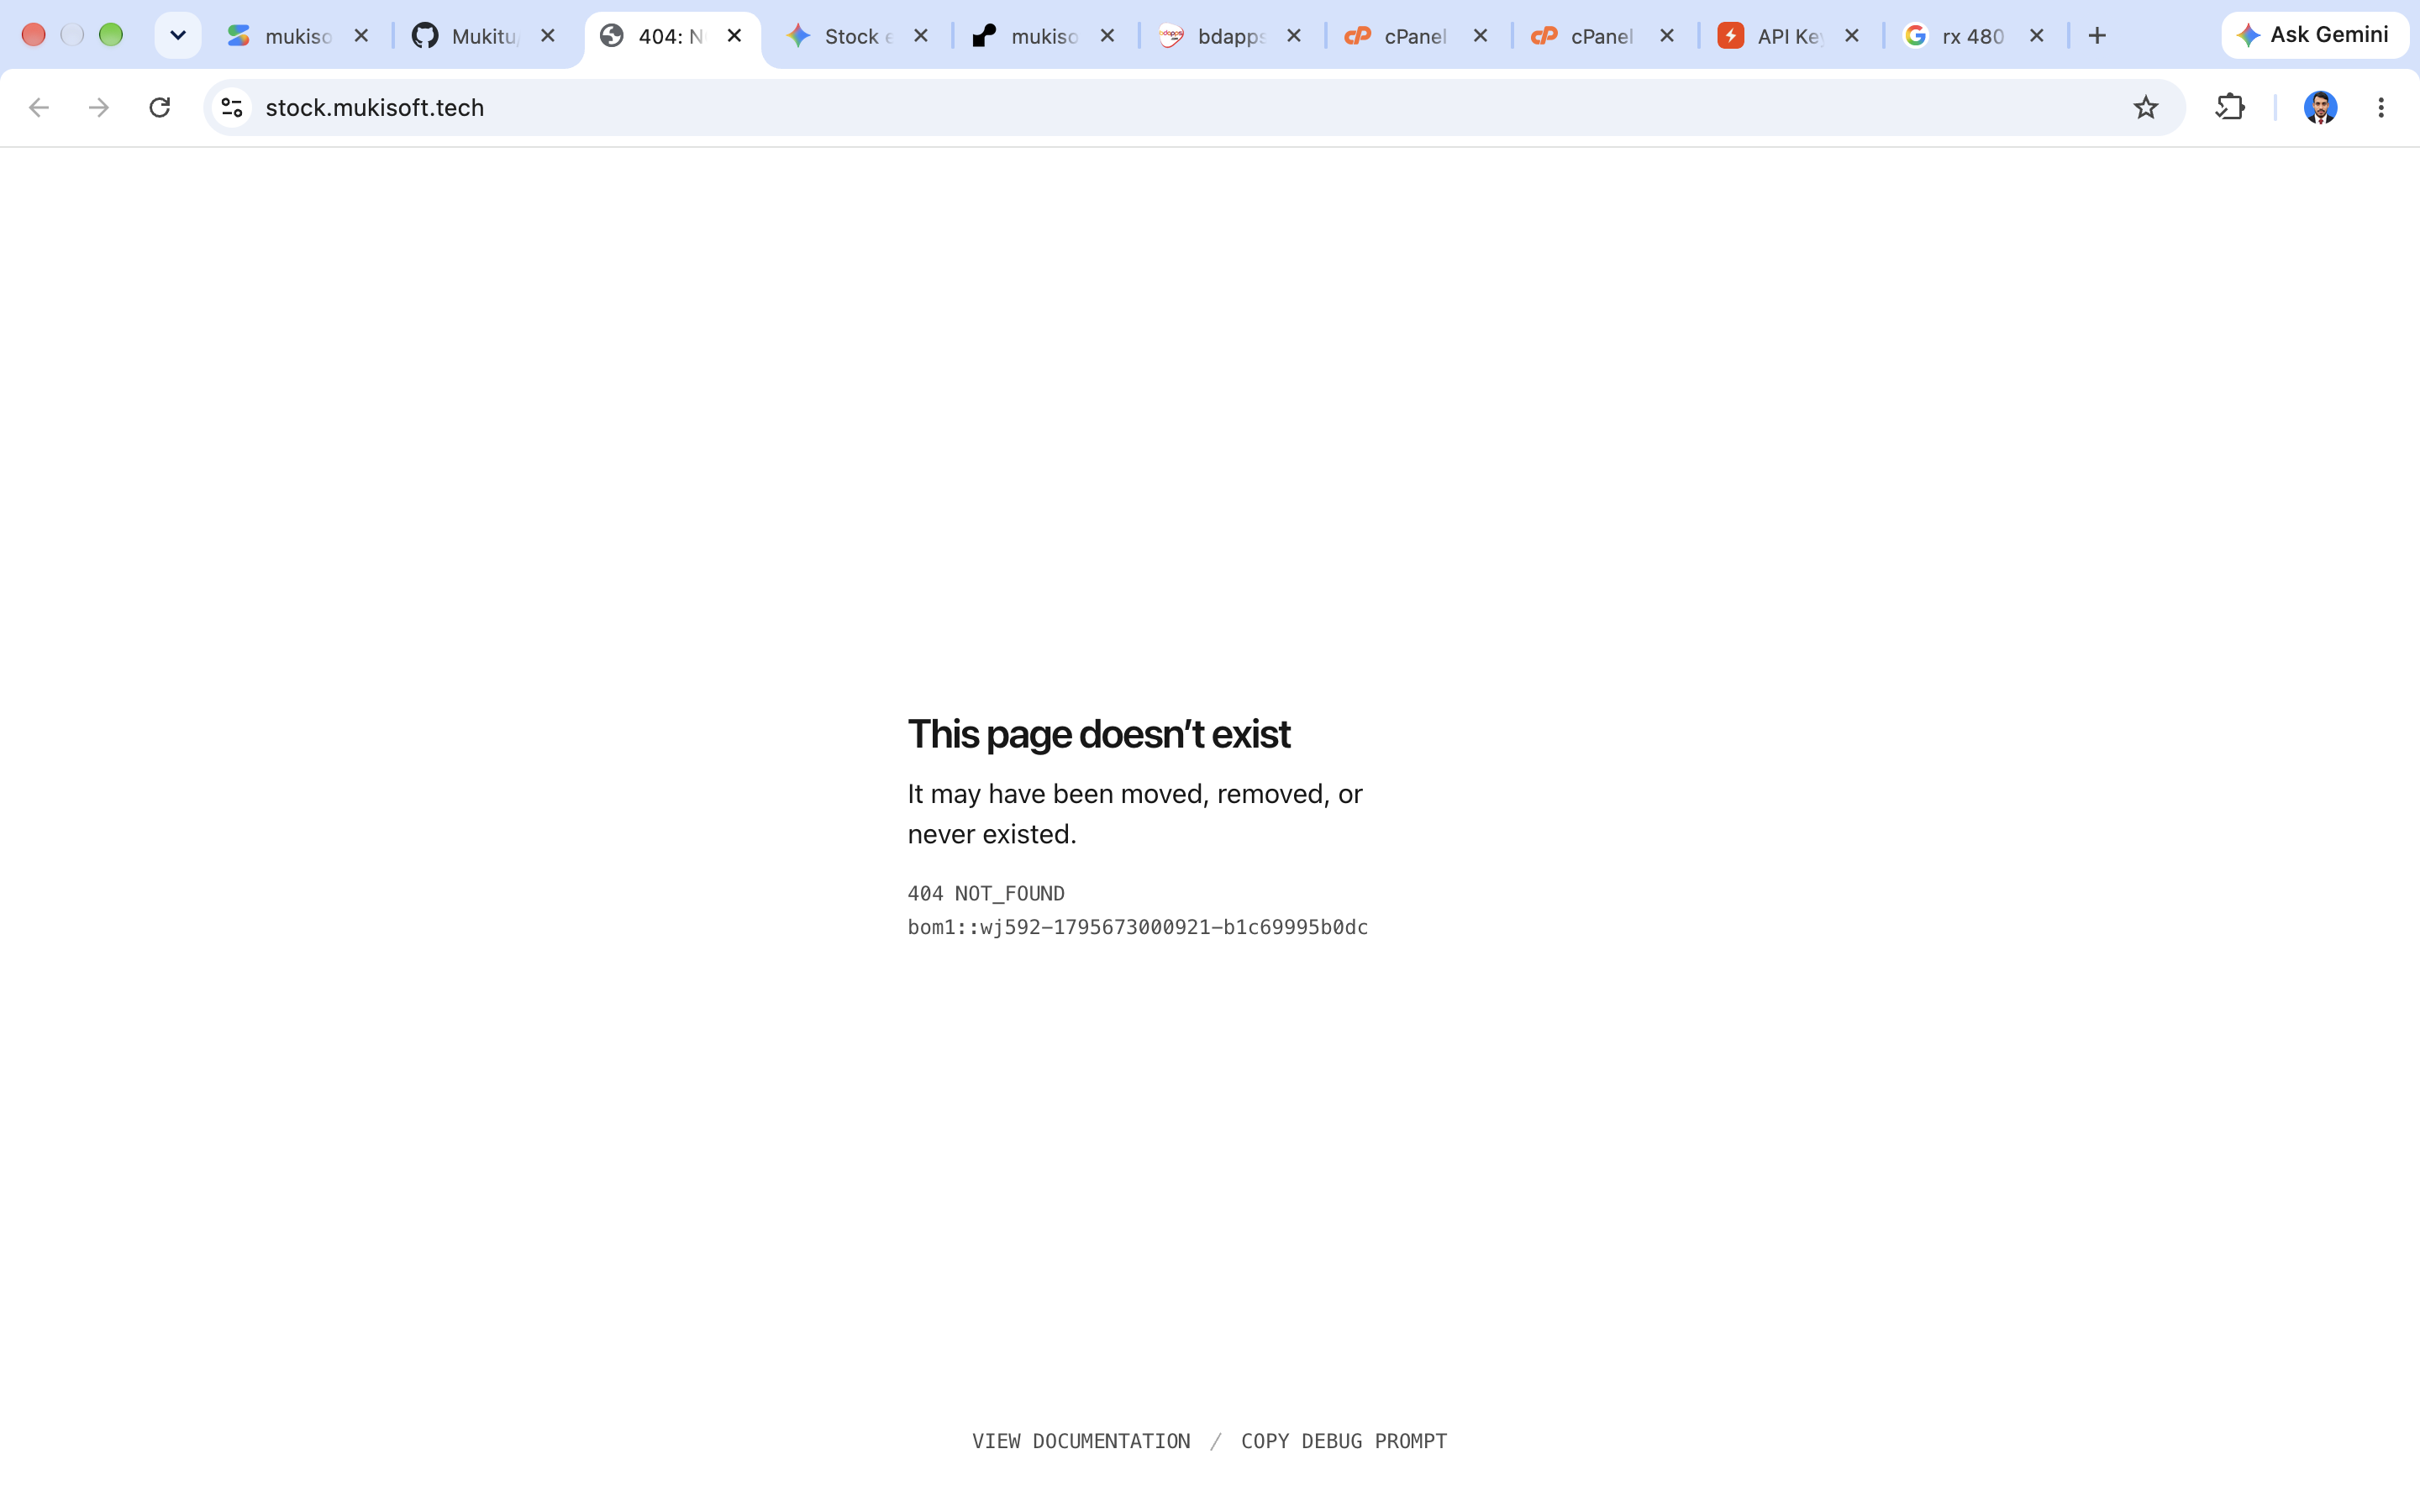 mukiso
Mukitu
404: N
Stock e
mukiso
bdapps
cPanel
cPanel
API Key
rx 480
Ask Gemini
stock.mukisoft.tech
This page doesn’t exist
It may have been moved, removed, or
never existed.
404 NOT_FOUND
bom1::wj592-1795673000921-b1c69995b0dc
VIEW DOCUMENTATION / COPY DEBUG PROMPT